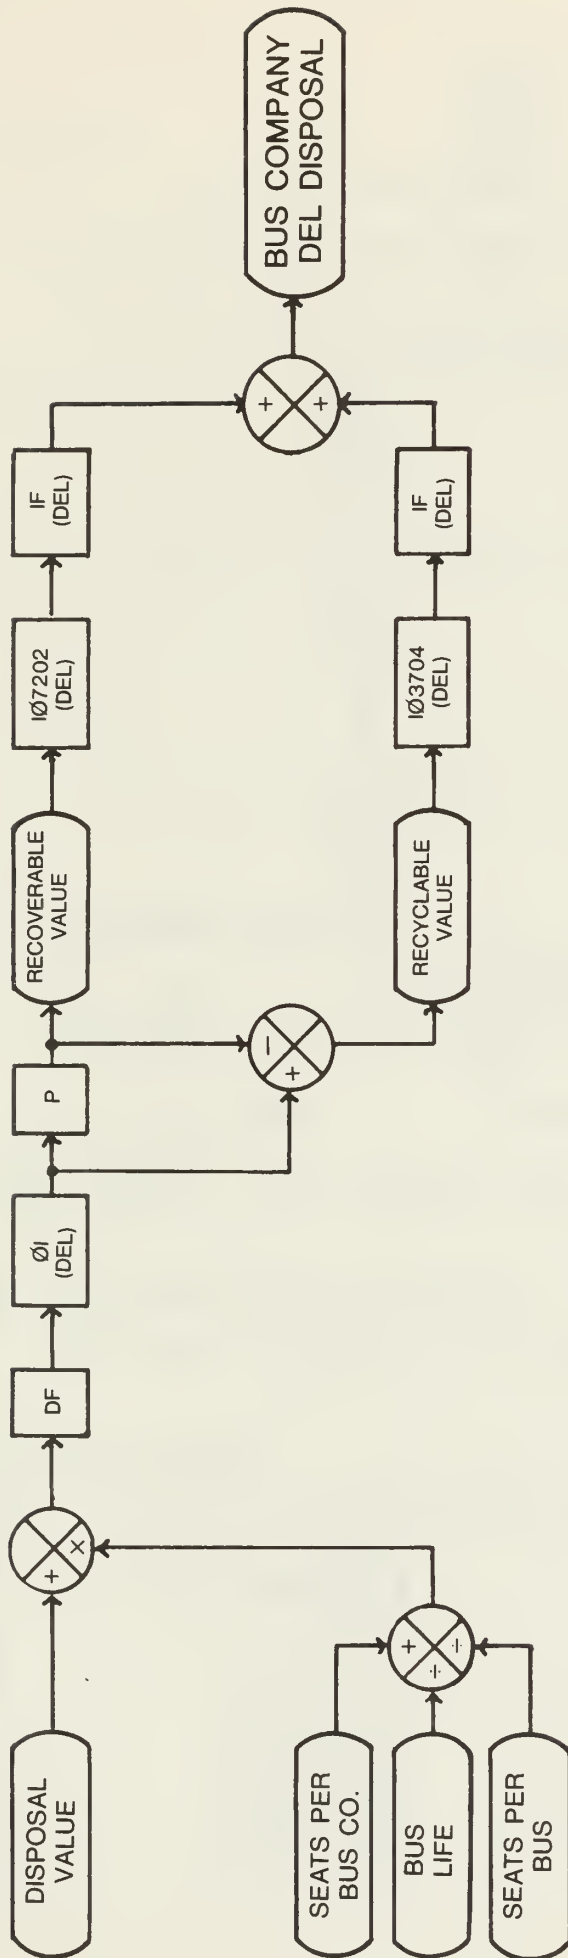 DISPOSAL
VALUE
+
×
DF
ØI
(DEL)
P
RECOVERABLE
VALUE
IØ7202
(DEL)
IF
(DEL)
SEATS PER
BUS CO.
BUS
LIFE
SEATS PER
BUS
+
÷
÷
−
+
RECYCLABLE
VALUE
IØ3704
(DEL)
IF
(DEL)
+
+
BUS COMPANY
DEL DISPOSAL